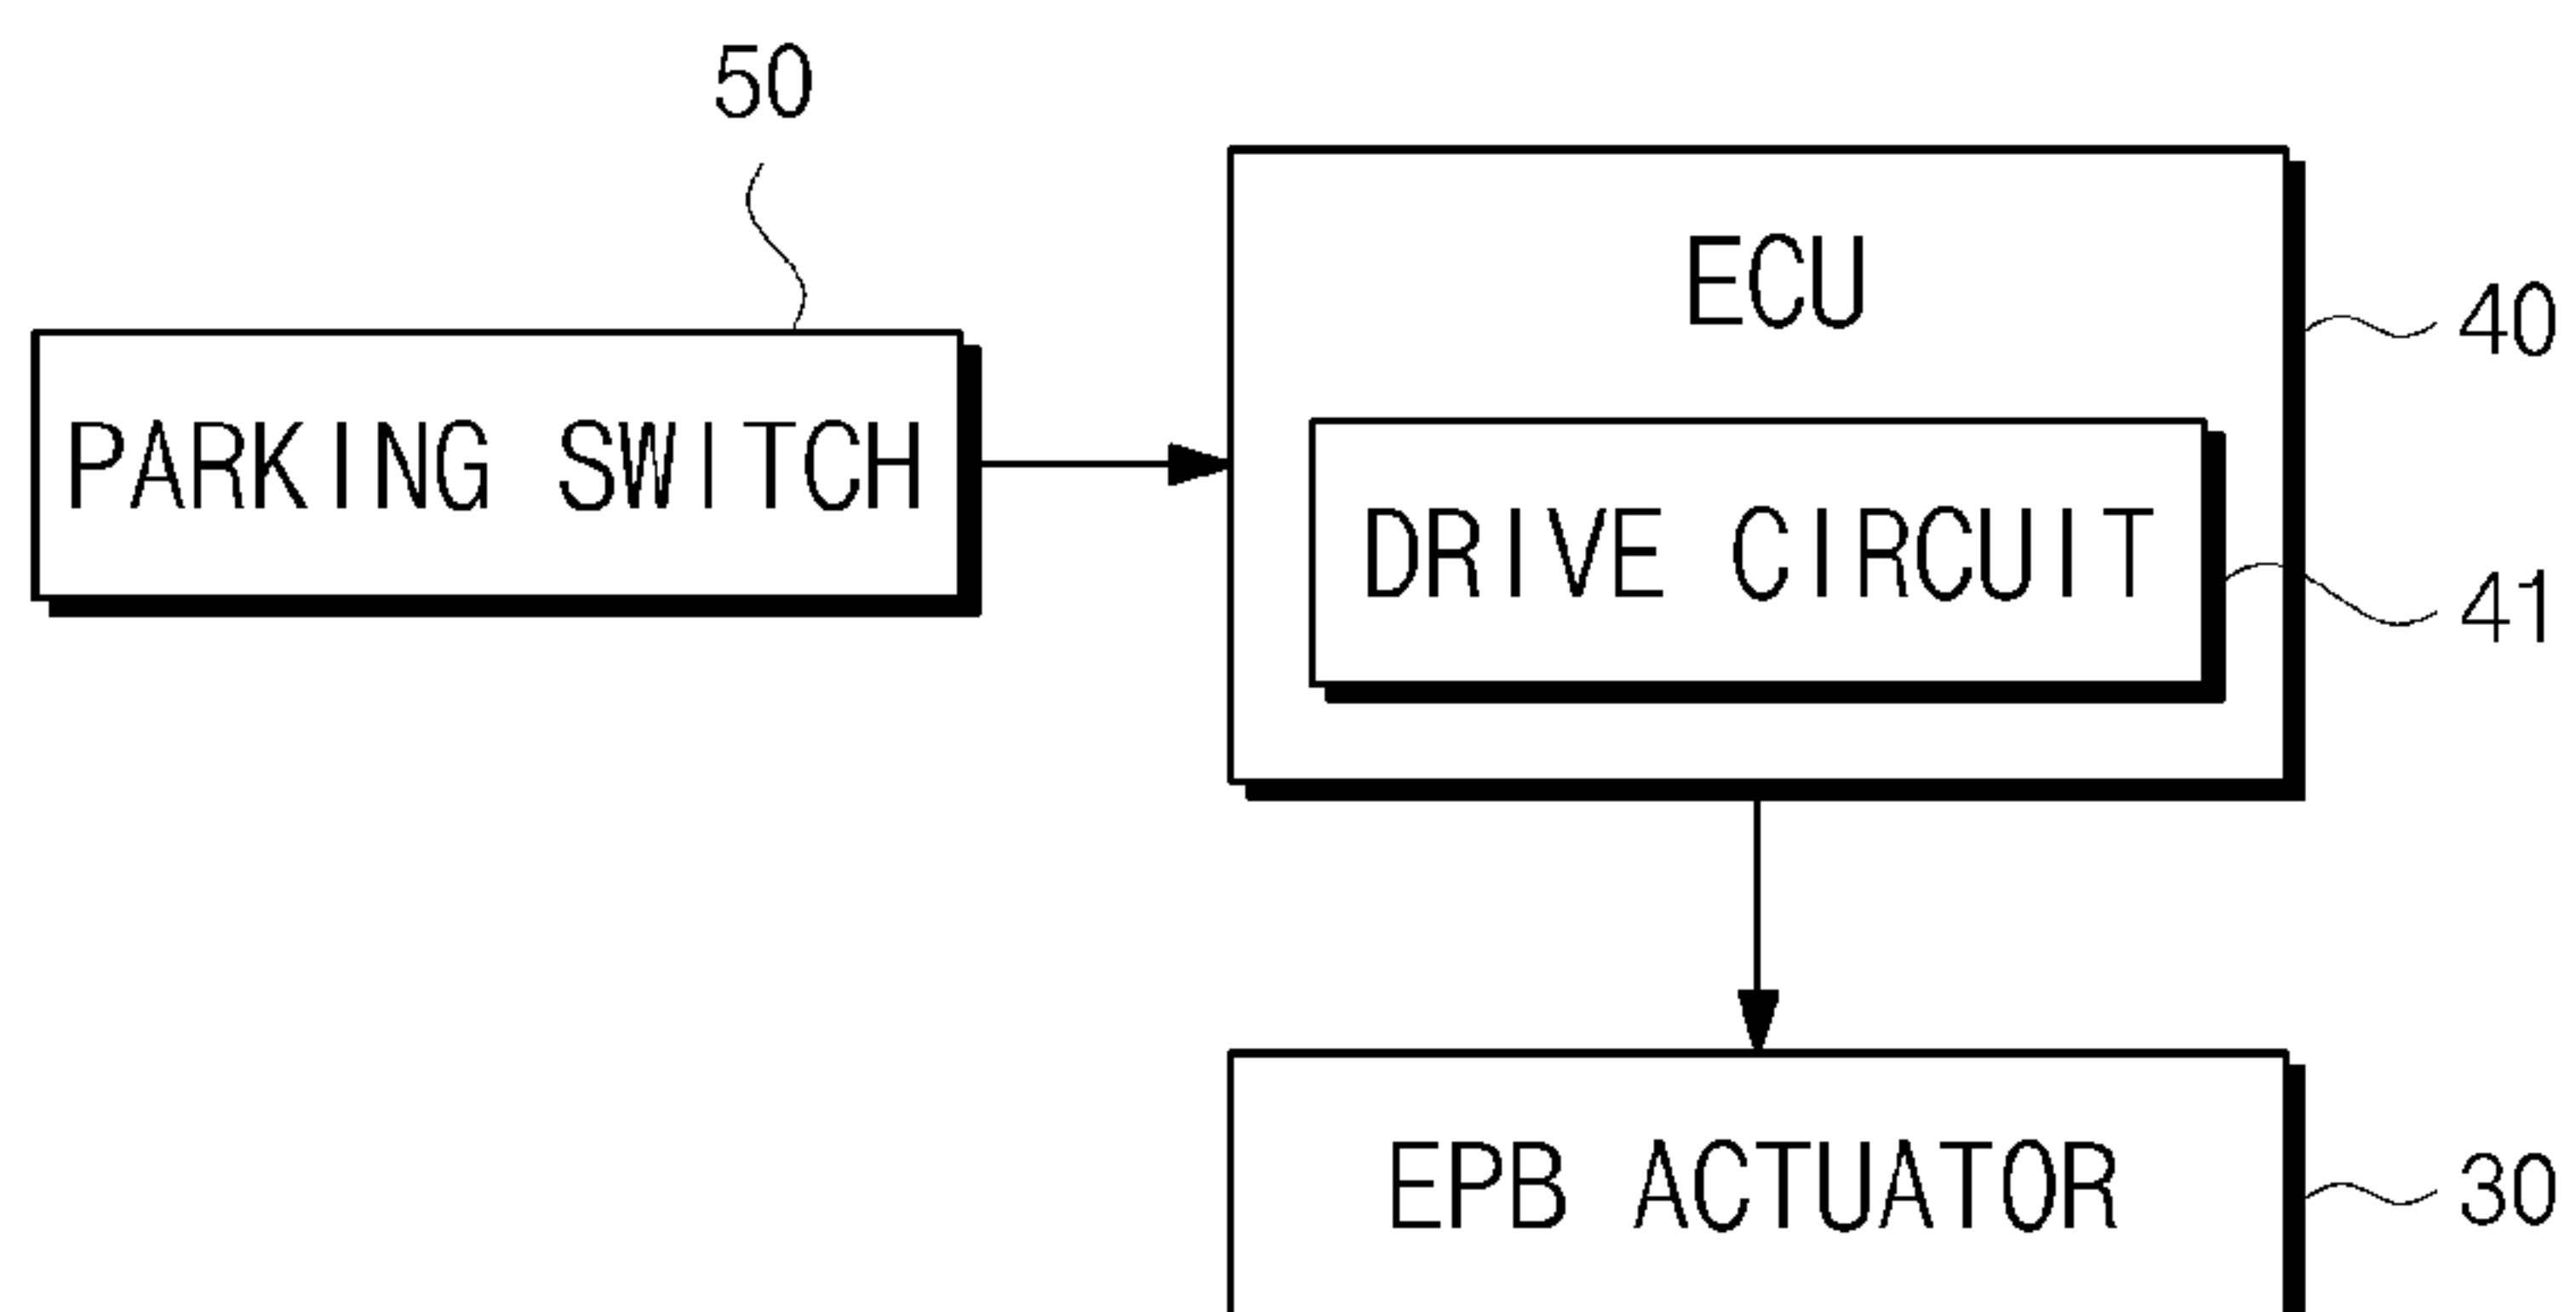 50
ECU
40
PARKING SWITCH
DRIVE CIRCUIT
41
EPB ACTUATOR
30